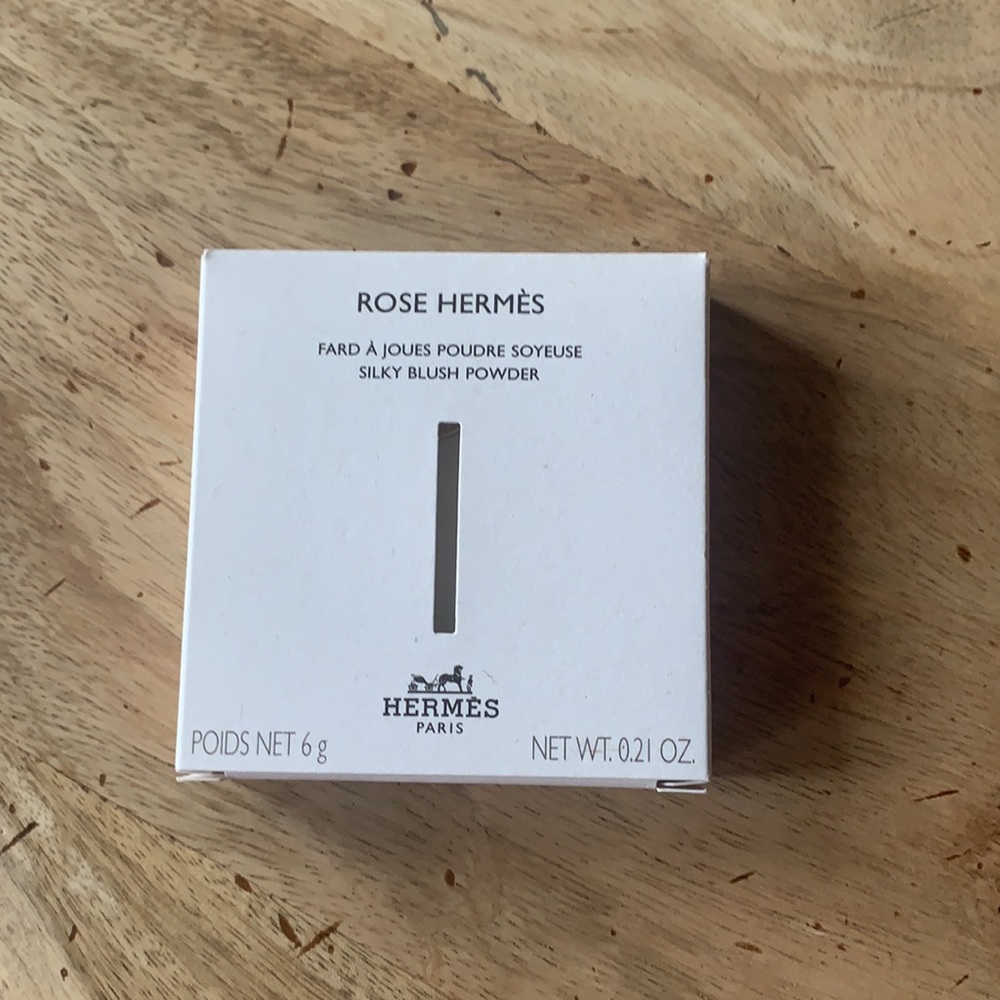 ROSE HERMÈS
FARD À JOUES POUDRE SOYEUSE
SILKY BLUSH POWDER
HERMÈS
PARIS
POIDS NET 6 g NET WT. 0.21 OZ.